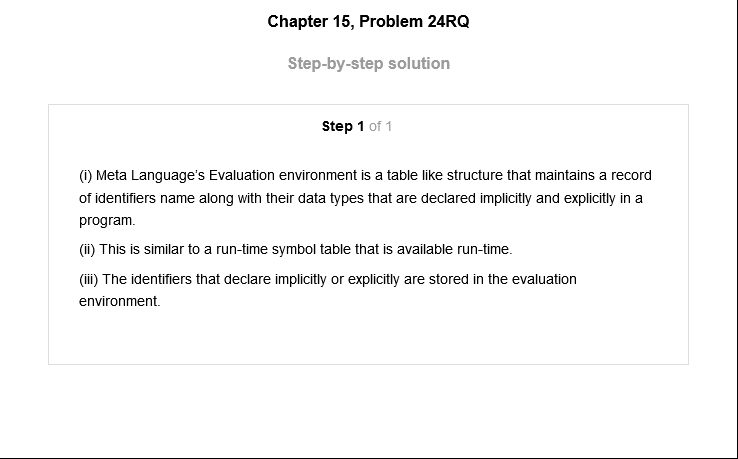 Chapter 15, Problem 24RQ
Step-by-step solution
Step 1 of 1
(i) Meta Language's Evaluation environment is a table like structure that maintains a record
of identifiers name along with their data types that are declared implicitly and explicitly in a
program.
(ii) This is similar to a run-time symbol table that is available run-time.
(iii) The identifiers that declare implicitly or explicitly are stored in the evaluation
environment.